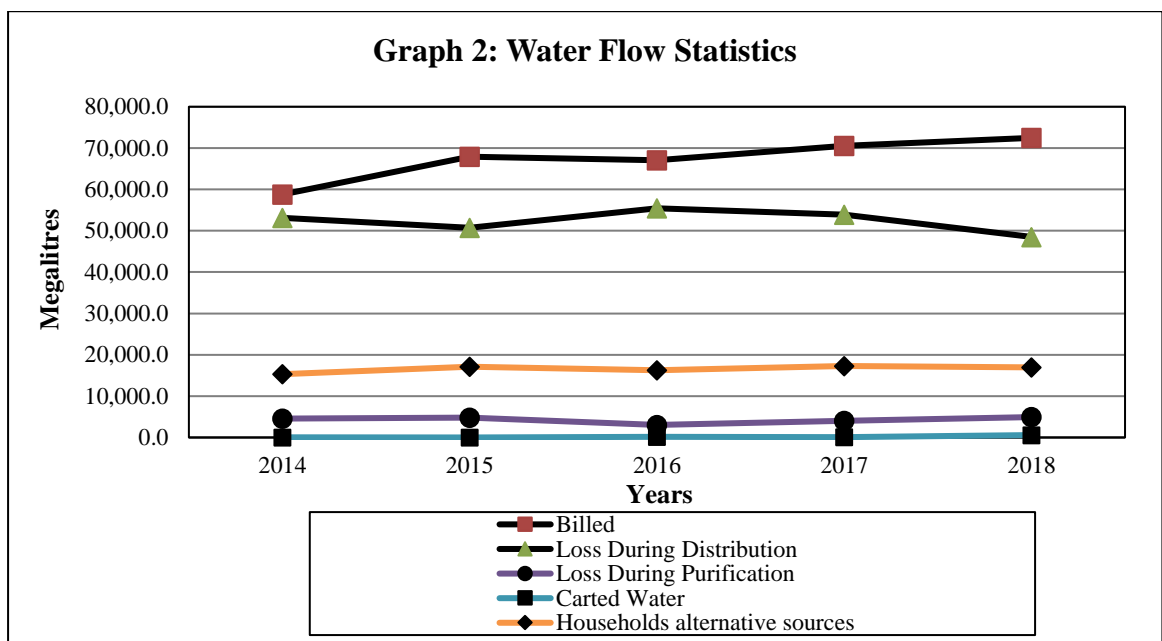 Graph 2: Water Flow Statistics
80,000.0
70,000.0
60,000.0
50,000.0
40,000.0
30,000.0
20,000.0
10,000.0
0.0
Megalitres
2014 2015 2016 2017 2018
Years
Billed
Loss During Distribution
Loss During Purification
Carted Water
Households alternative sources